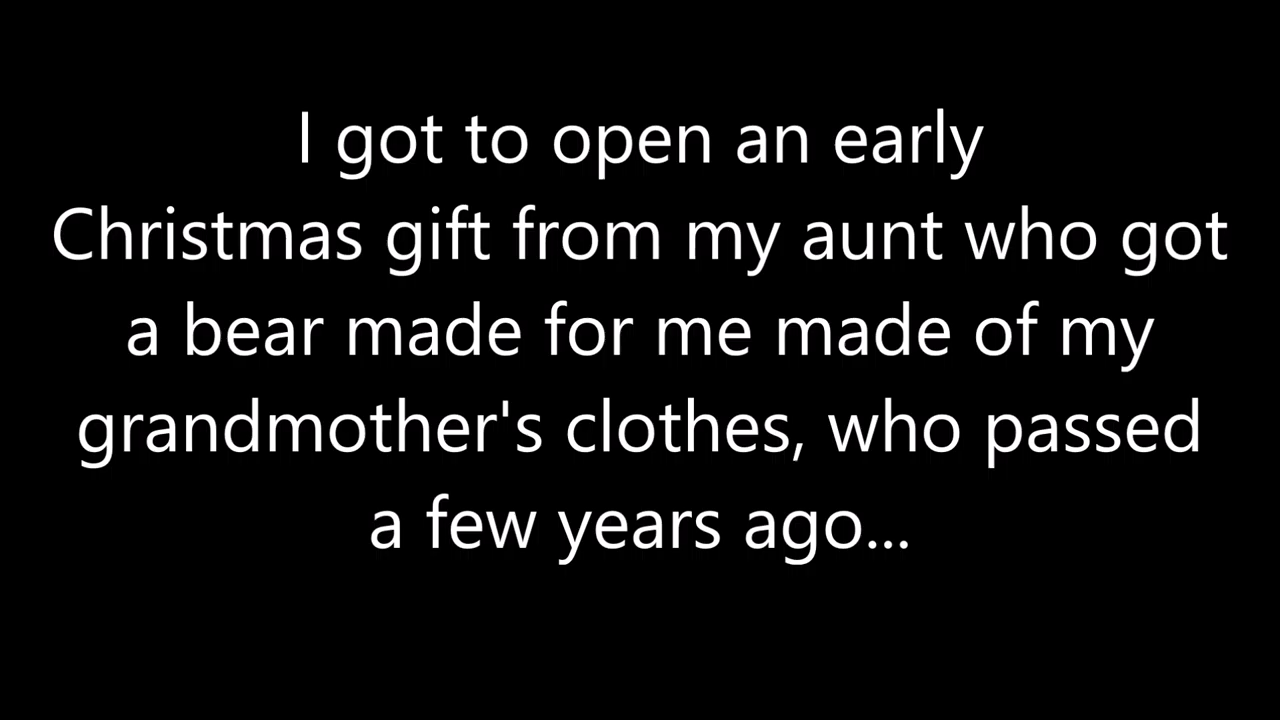 I got to open an early
Christmas gift from my aunt who got
a bear made for me made of my
grandmother's clothes, who passed
a few years ago...